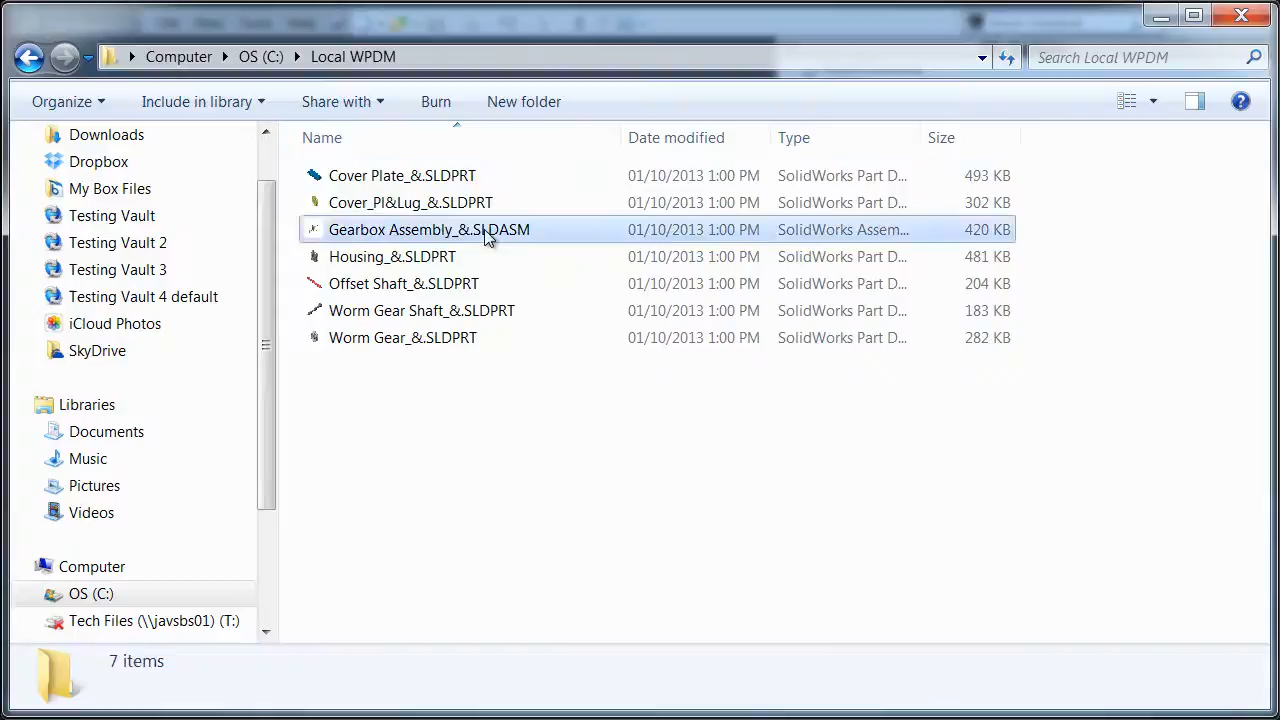 Computer OS (C:) Local WPDM Search Local WPDM
Organize Include in library Share with Burn New folder
Name Date modified Type Size
Downloads
Dropbox
My Box Files
Testing Vault
Testing Vault 2
Testing Vault 3
Testing Vault 4 default
iCloud Photos
SkyDrive
Libraries
Documents
Music
Pictures
Videos
Computer
OS (C:)
Tech Files (\\javsbs01) (T:)
Cover Plate_&.SLDPRT 01/10/2013 1:00 PM SolidWorks Part D... 493 KB
Cover_Pl&Lug_&.SLDPRT 01/10/2013 1:00 PM SolidWorks Part D... 302 KB
Gearbox Assembly_&.SLDASM 01/10/2013 1:00 PM SolidWorks Assem... 420 KB
Housing_&.SLDPRT 01/10/2013 1:00 PM SolidWorks Part D... 481 KB
Offset Shaft_&.SLDPRT 01/10/2013 1:00 PM SolidWorks Part D... 204 KB
Worm Gear Shaft_&.SLDPRT 01/10/2013 1:00 PM SolidWorks Part D... 183 KB
Worm Gear_&.SLDPRT 01/10/2013 1:00 PM SolidWorks Part D... 282 KB
7 items